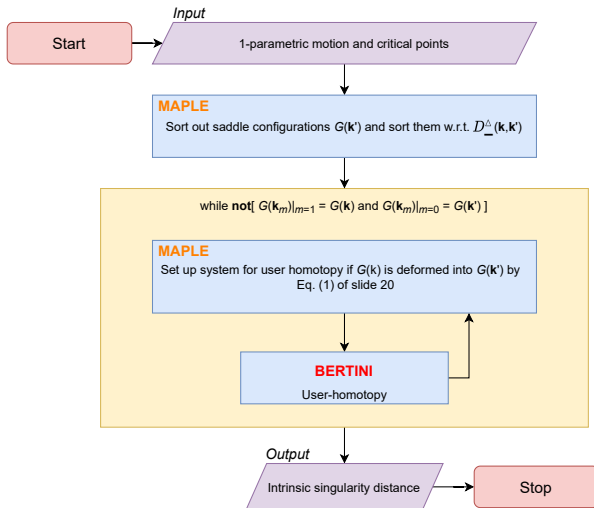 Input
Start
1-parametric motion and critical points
MAPLE
Sort out saddle configurations G(k') and sort them w.r.t. D_^△(k,k')
while not[ G(kₘ)|ₘ₌₁ = G(k) and G(kₘ)|ₘ₌₀ = G(k') ]
MAPLE
Set up system for user homotopy if G(k) is deformed into G(k') by
Eq. (1) of slide 20
BERTINI
User-homotopy
Output
Intrinsic singularity distance
Stop